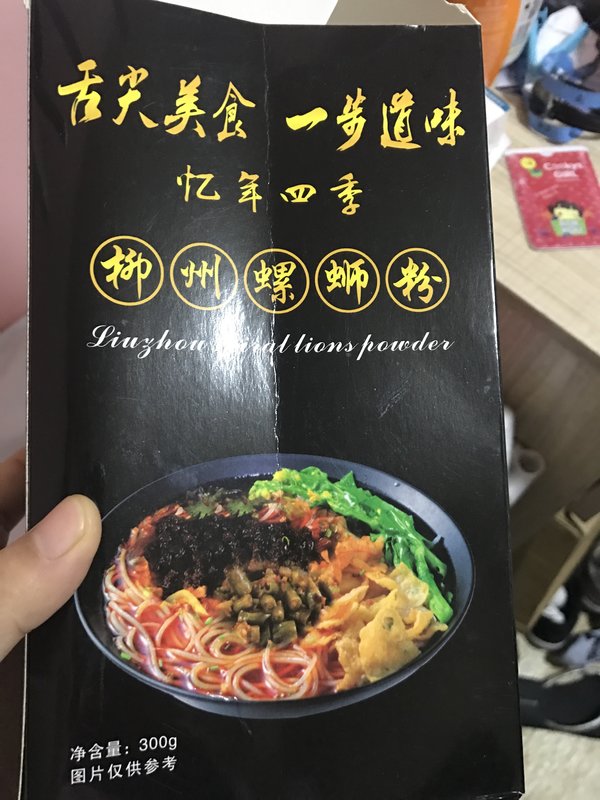 舌尖美食 一步道味
忆年四季
柳州螺蛳粉
Liuzhou lions powder
净含量：300g
图片仅供参考